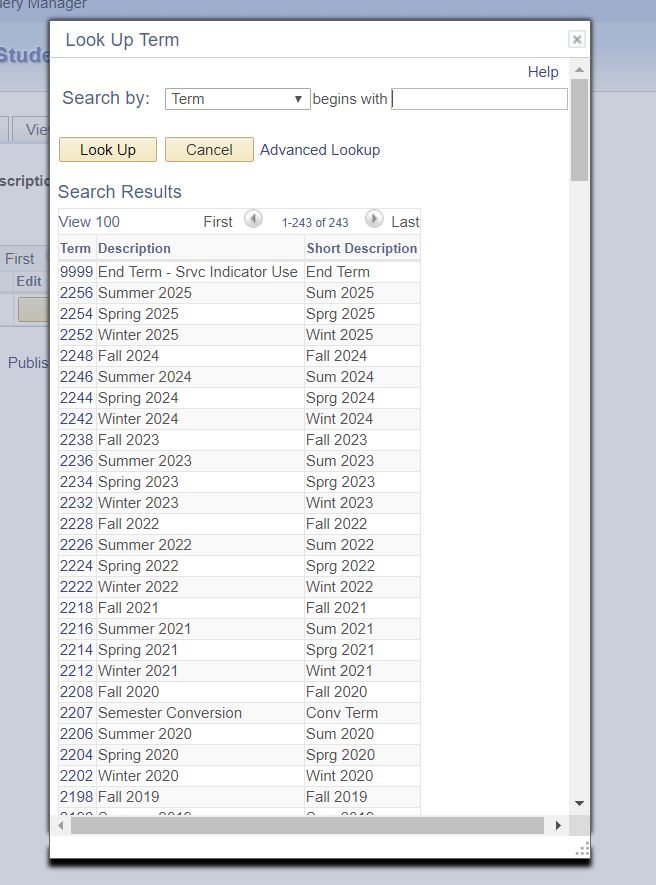 uery Manager
Look Up Term
Stude
Help
Search by: Term begins with
Vie
Look Up Cancel Advanced Lookup
scriptic
Search Results
View 100 First 1-243 of 243 Last
Term Description Short Description
First
Edit
9999 End Term - Srvc Indicator Use End Term
2256 Summer 2025 Sum 2025
2254 Spring 2025 Sprg 2025
2252 Winter 2025 Wint 2025
2248 Fall 2024 Fall 2024
Publis
2246 Summer 2024 Sum 2024
2244 Spring 2024 Sprg 2024
2242 Winter 2024 Wint 2024
2238 Fall 2023 Fall 2023
2236 Summer 2023 Sum 2023
2234 Spring 2023 Sprg 2023
2232 Winter 2023 Wint 2023
2228 Fall 2022 Fall 2022
2226 Summer 2022 Sum 2022
2224 Spring 2022 Sprg 2022
2222 Winter 2022 Wint 2022
2218 Fall 2021 Fall 2021
2216 Summer 2021 Sum 2021
2214 Spring 2021 Sprg 2021
2212 Winter 2021 Wint 2021
2208 Fall 2020 Fall 2020
2207 Semester Conversion Conv Term
2206 Summer 2020 Sum 2020
2204 Spring 2020 Sprg 2020
2202 Winter 2020 Wint 2020
2198 Fall 2019 Fall 2019